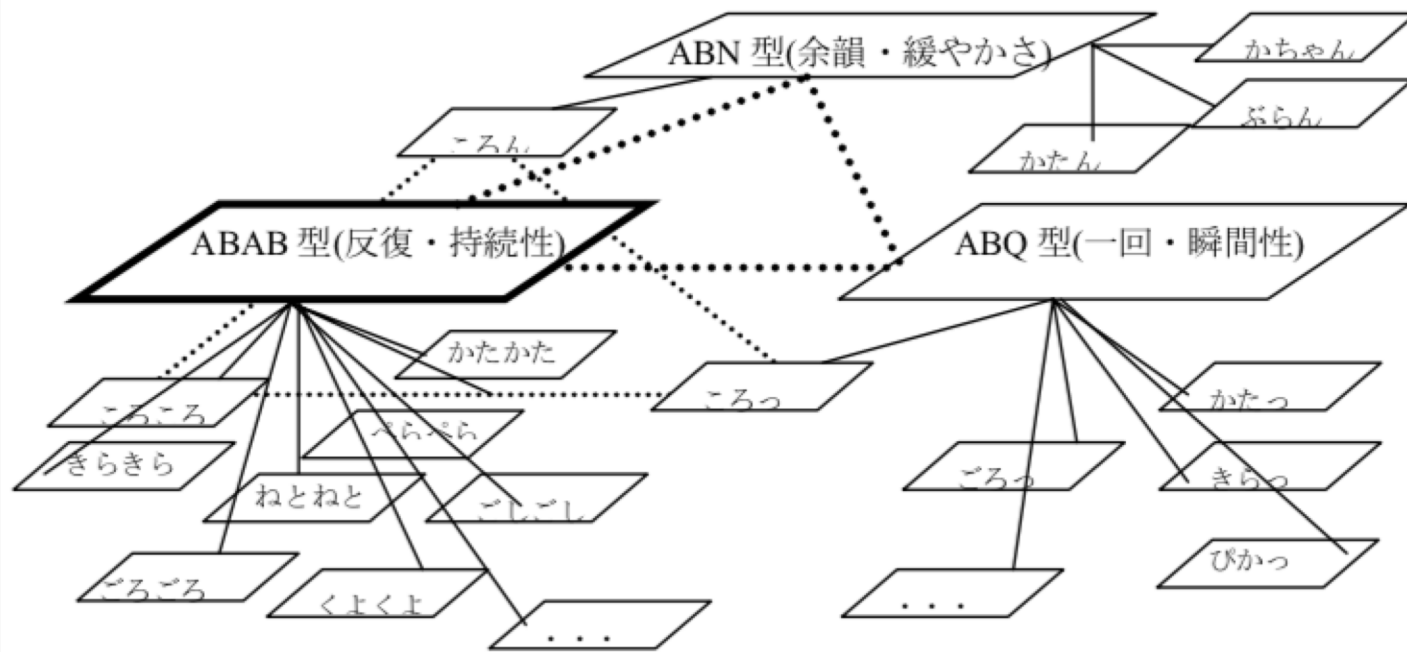 ABN 型(余韻・緩やかさ)
かちゃん
ぶらん
かたん
ころん
ABAB 型(反復・持続性)
ABQ 型(一回・瞬間性)
かたかた
ころころ
ころっ
かたっ
ぺらぺら
きらきら
ごろっ
きらっ
ねとねと
ごしごし
ぴかっ
ごろごろ
くよくよ
・・・
・・・